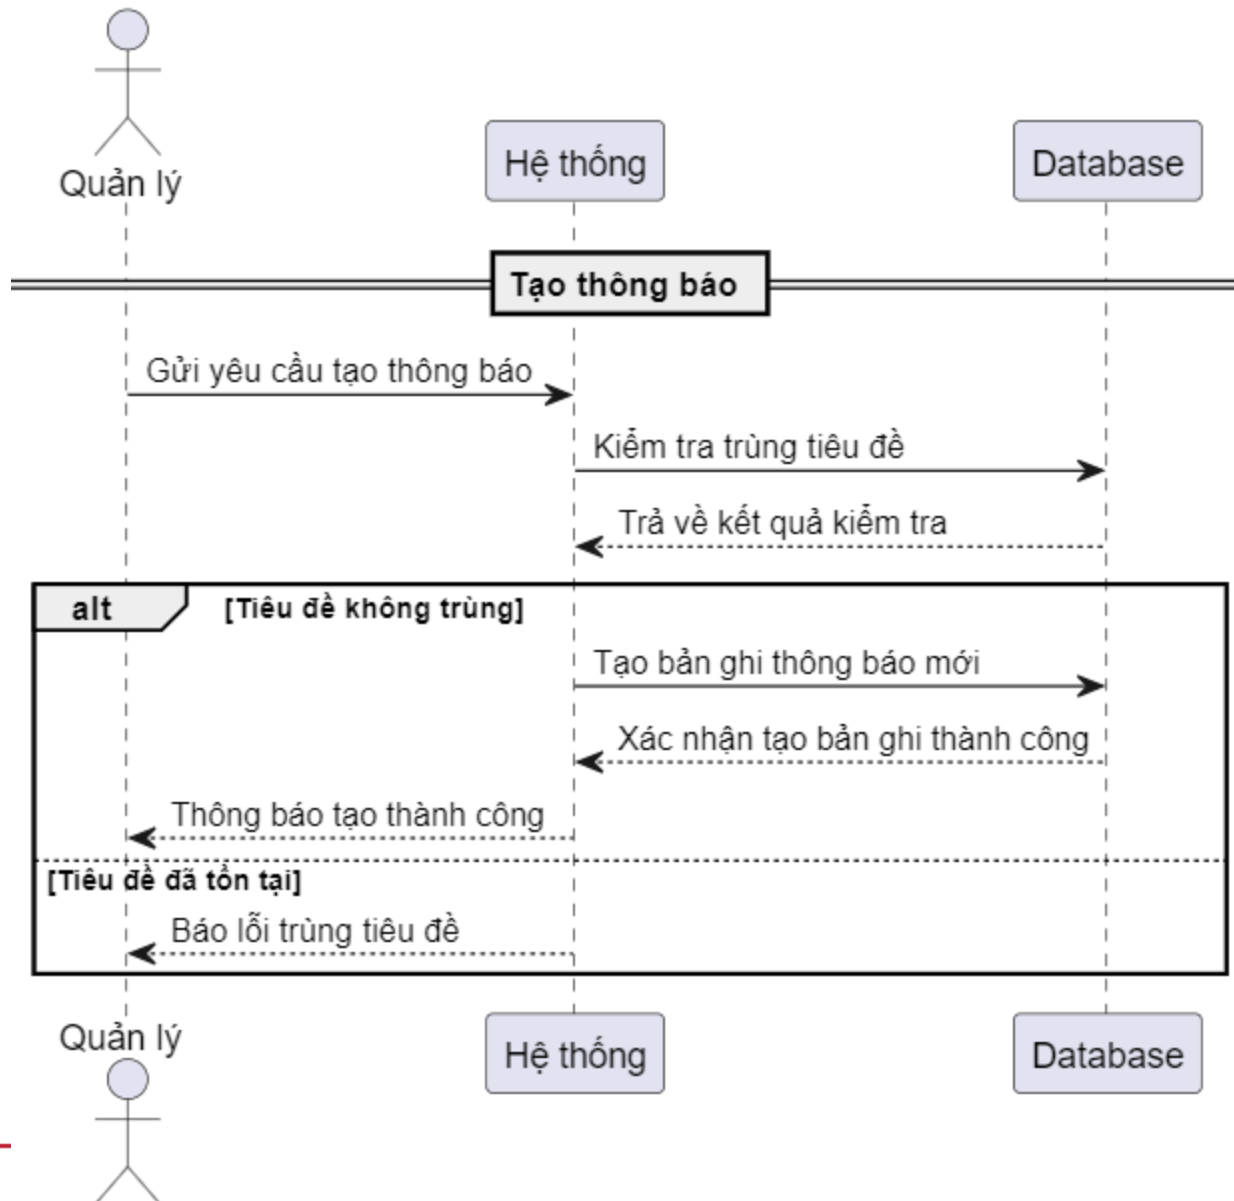 Quản lý
Hệ thống
Database
Tạo thông báo
Gửi yêu cầu tạo thông báo
Kiểm tra trùng tiêu đề
Trả về kết quả kiểm tra
alt
[Tiêu đề không trùng]
Tạo bản ghi thông báo mới
Xác nhận tạo bản ghi thành công
Thông báo tạo thành công
[Tiêu đề đã tồn tại]
Báo lỗi trùng tiêu đề
Quản lý
Hệ thống
Database